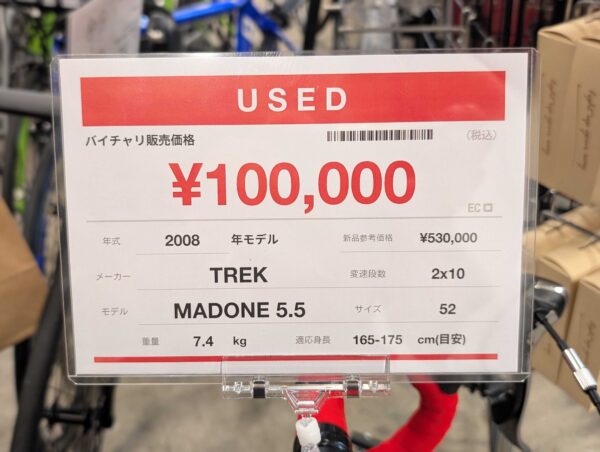 USED
バイチャリ販売価格
(税込)
¥100,000
EC
年式 2008 年モデル 新品参考価格 ¥530,000
メーカー TREK 変速段数 2x10
モデル MADONE 5.5 サイズ 52
重量 7.4 kg 適応身長 165-175 cm(目安)